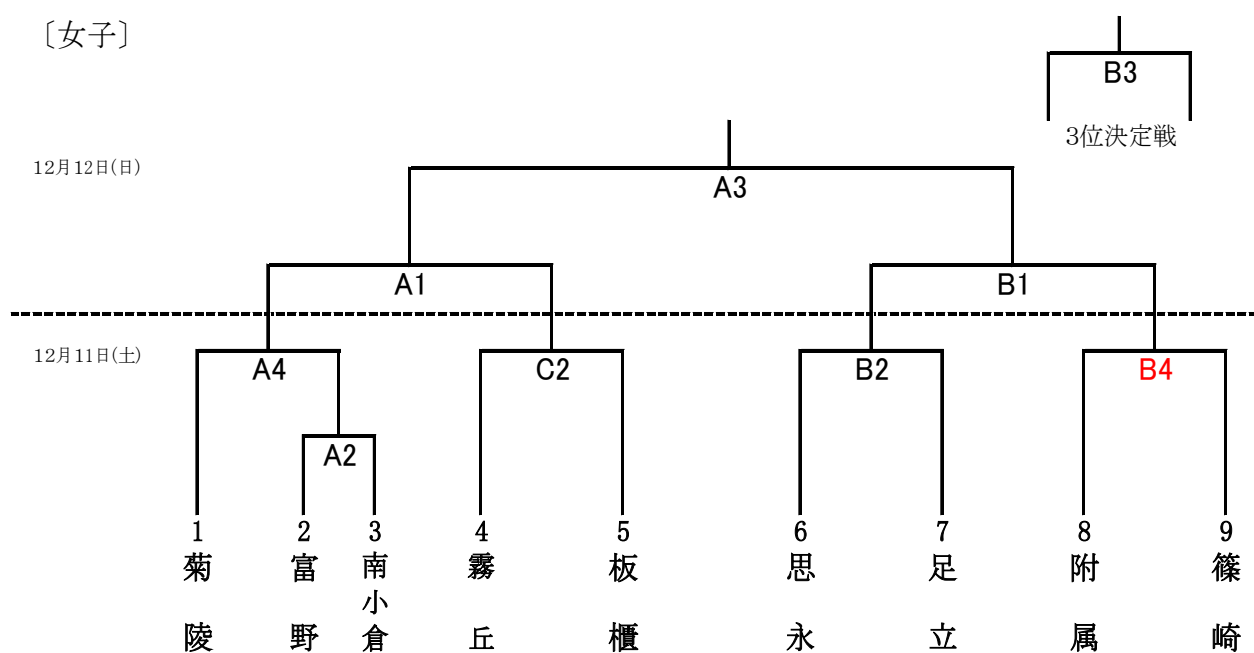 〔女子〕
B3
3位決定戦
12月12日(日)
A3
A1
B1
12月11日(土)
A4
C2
B2
B4
A2
1 2 3 4 5 6 7 8 9
菊陵
富野
南小倉
霧丘
板櫃
思永
足立
附属
篠崎